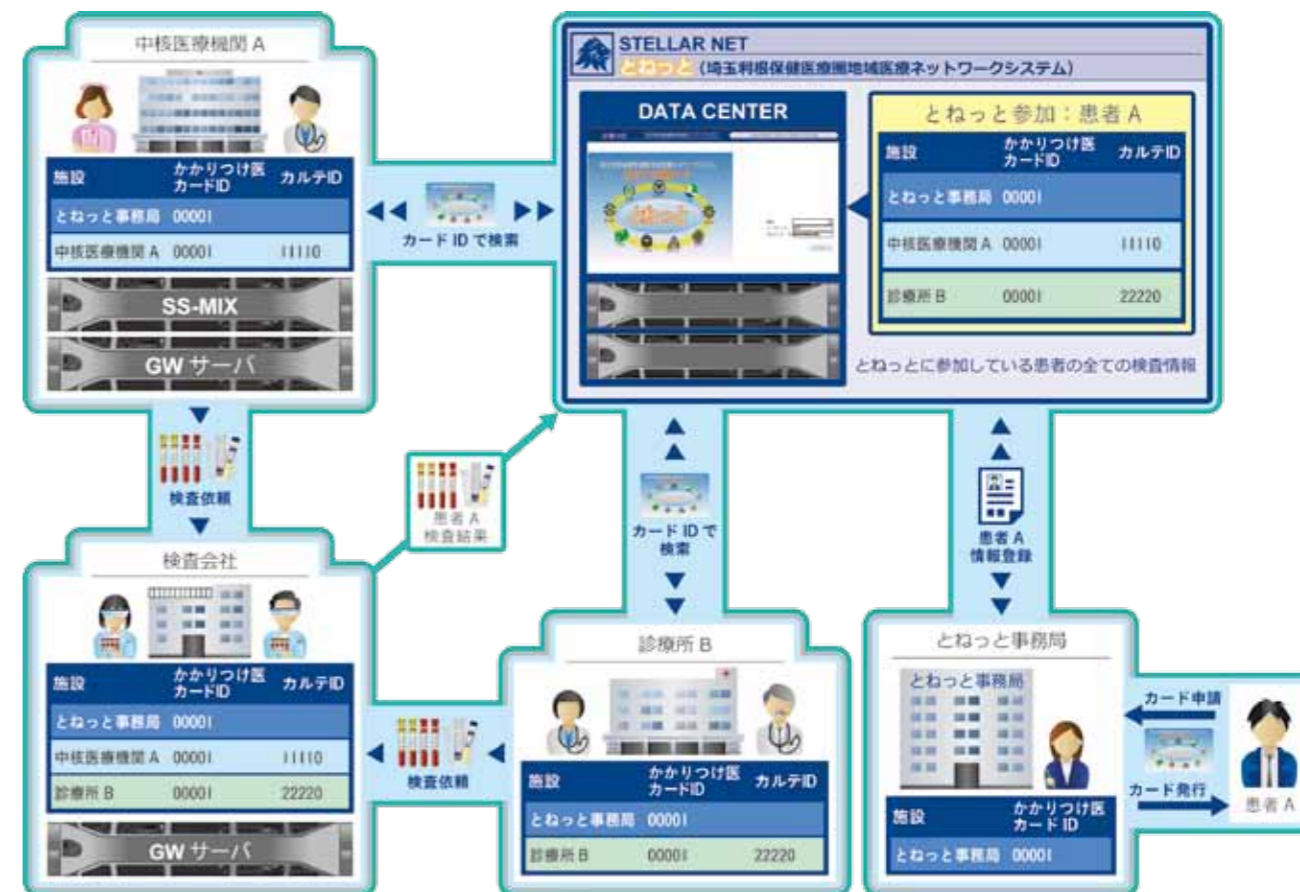 中核医療機関 A
施設 かかりつけ医カードID カルテID
とねっと事務局 00001
中核医療機関 A 00001 11110
SS-MIX
GW サーバ
カード ID で検索
STELLAR NET
とねっと（埼玉利根保健医療圏地域医療ネットワークシステム）
DATA CENTER
とねっと参加：患者 A
施設 かかりつけ医カードID カルテID
とねっと事務局 00001
中核医療機関 A 00001 11110
診療所 B 00001 22220
とねっとに参加している患者の全ての検査情報
検査依頼
患者 A
検査結果
カード ID で
検索
患者 A
情報登録
検査会社
施設 かかりつけ医カードID カルテID
とねっと事務局 00001
中核医療機関 A 00001 11110
診療所 B 00001 22220
GW サーバ
検査依頼
診療所 B
施設 かかりつけ医カードID カルテID
とねっと事務局 00001
診療所 B 00001 22220
とねっと事務局
とねっと事務局
施設 かかりつけ医カード ID
とねっと事務局 00001
カード申請
カード発行
患者 A